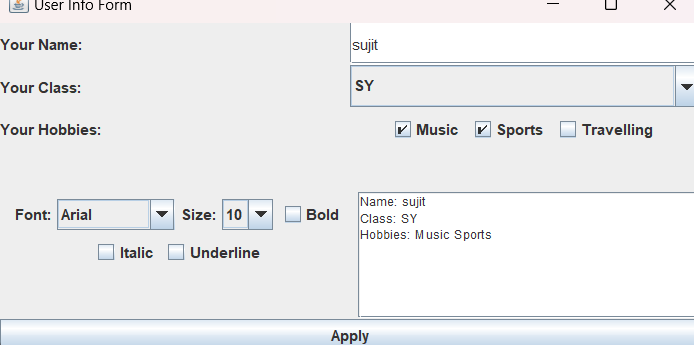 User Info Form
Your Name: sujit
Your Class: SY
Your Hobbies: Music Sports Travelling
Font: Arial Size: 10 Bold
Italic Underline
Name: sujit
Class: SY
Hobbies: Music Sports
Apply